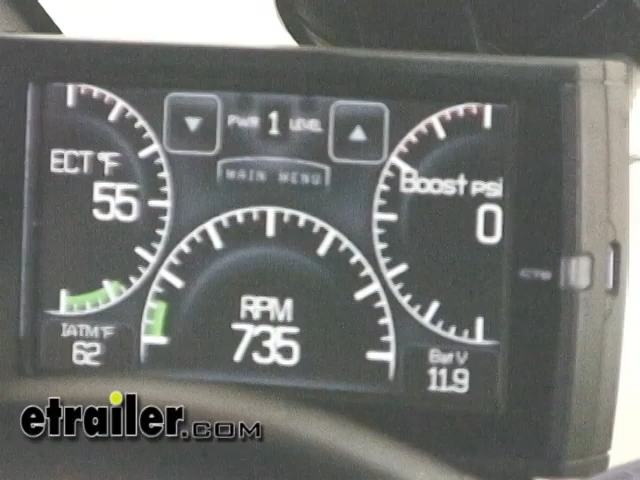 PWR 1 LEVEL
MAIN MENU
ECT °F
55
Boost psi
0
RPM
735
IATM°F
62
Bat V
11.9
etrailer.com